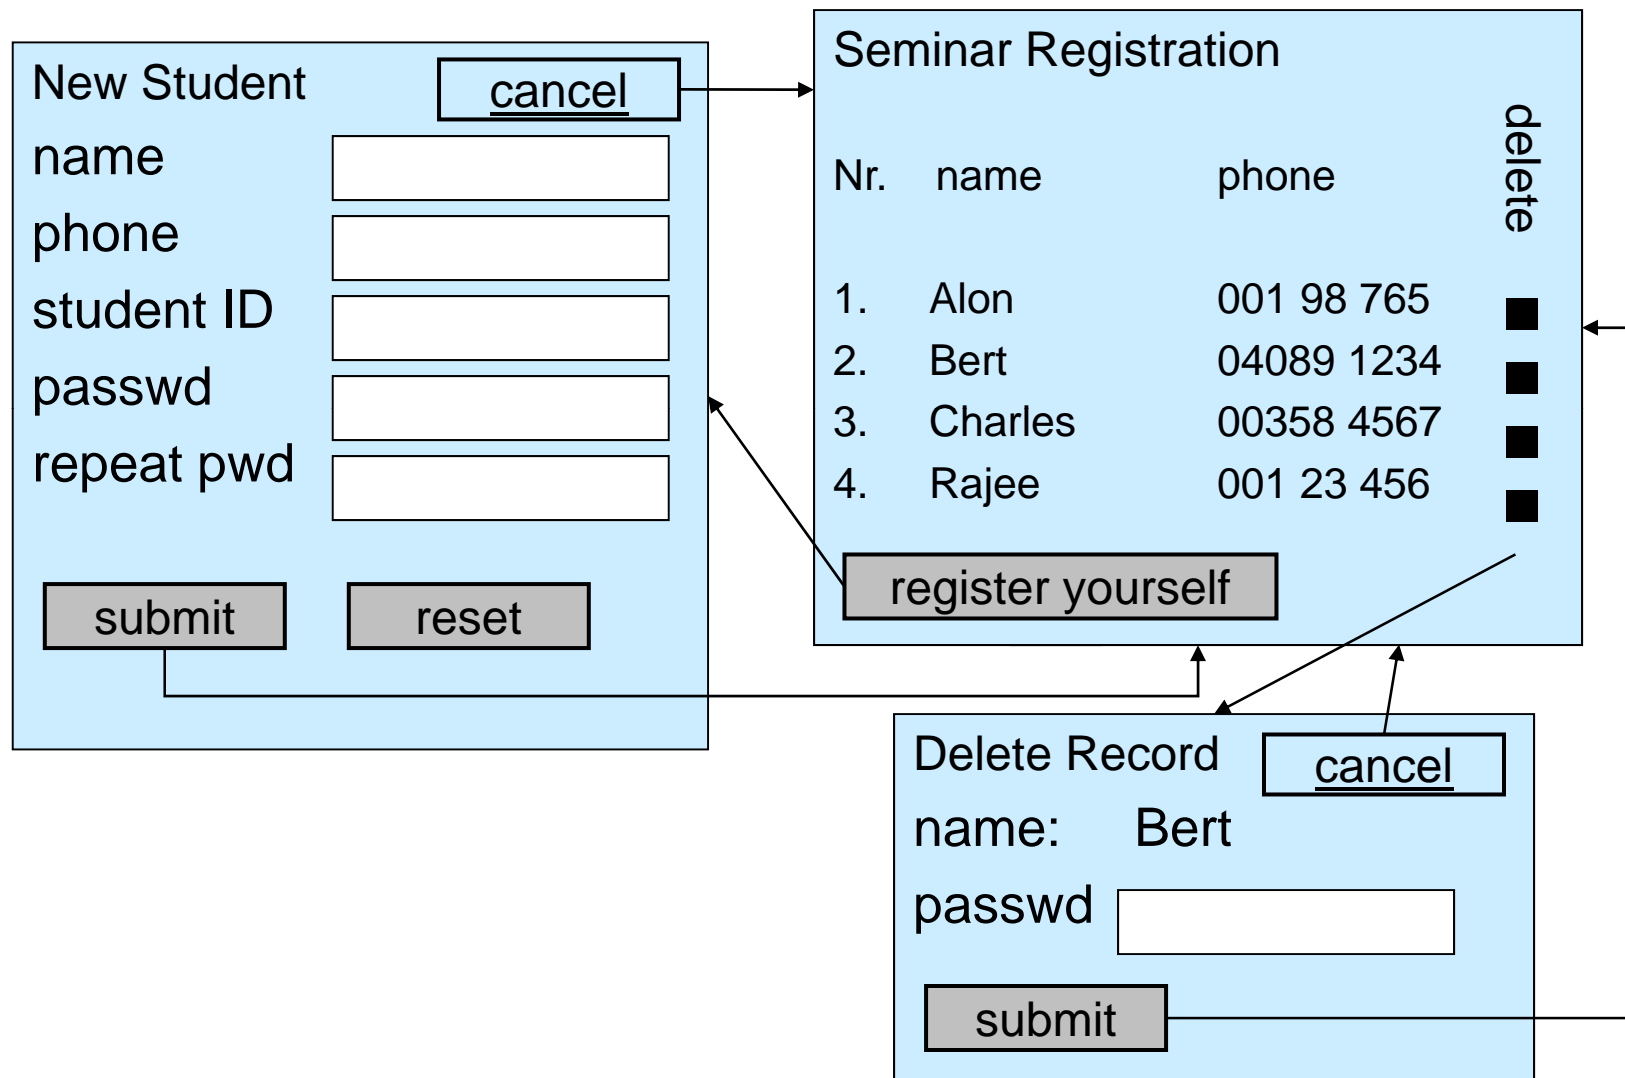 New Student
cancel
name
phone
student ID
passwd
repeat pwd
submit reset
Seminar Registration
Nr. name phone delete
1. Alon 001 98 765
2. Bert 04089 1234
3. Charles 00358 4567
4. Rajee 001 23 456
register yourself
Delete Record
cancel
name: Bert
passwd
submit